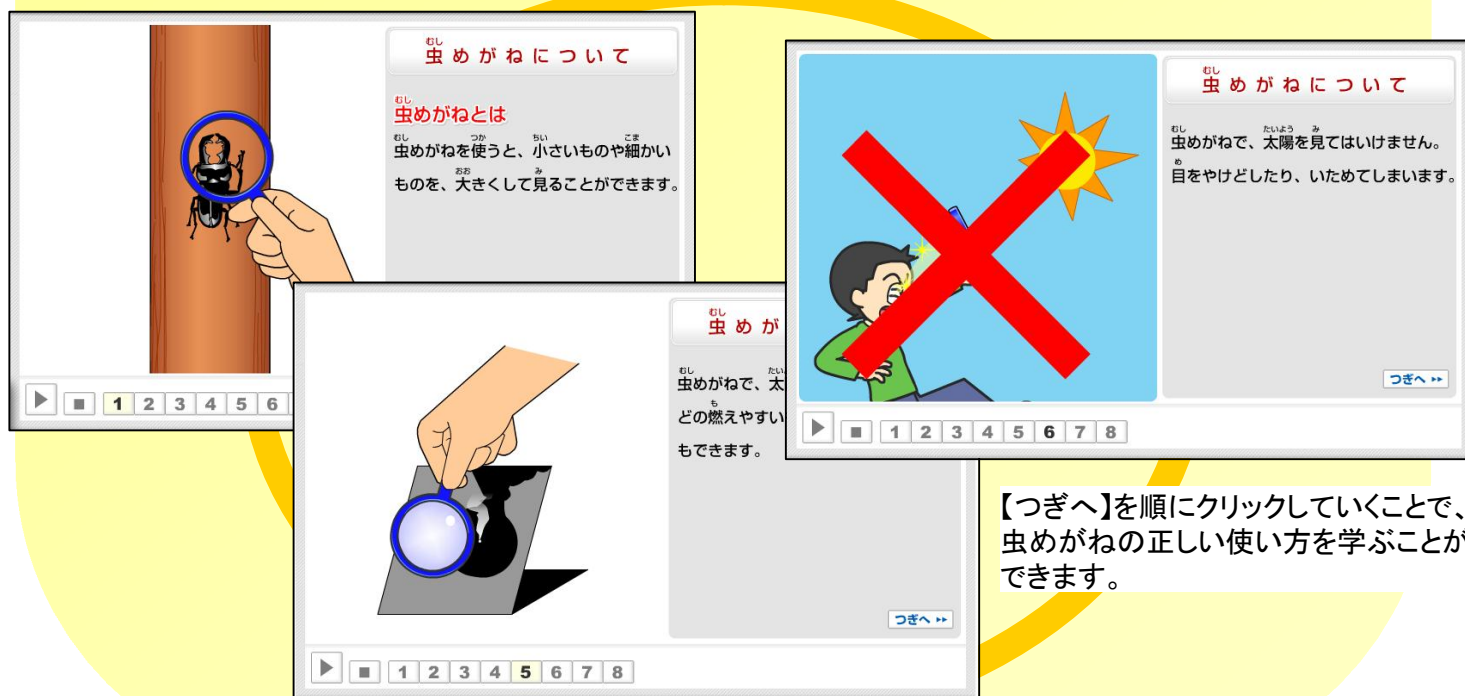 虫めがねについて
虫めがねとは
虫めがねを使うと、小さいものや細かい
ものを、大きくして見ることができます。
1 2 3 4 5 6
虫めが
虫めがねで、太
どの燃えやすい
もできます。
つぎへ
1 2 3 4 5 6 7 8
虫めがねについて
虫めがねで、太陽を見てはいけません。
目をやけどしたり、いためてしまいます。
つぎへ
1 2 3 4 5 6 7 8
【つぎへ】を順にクリックしていくことで、
虫めがねの正しい使い方を学ぶことが
できます。